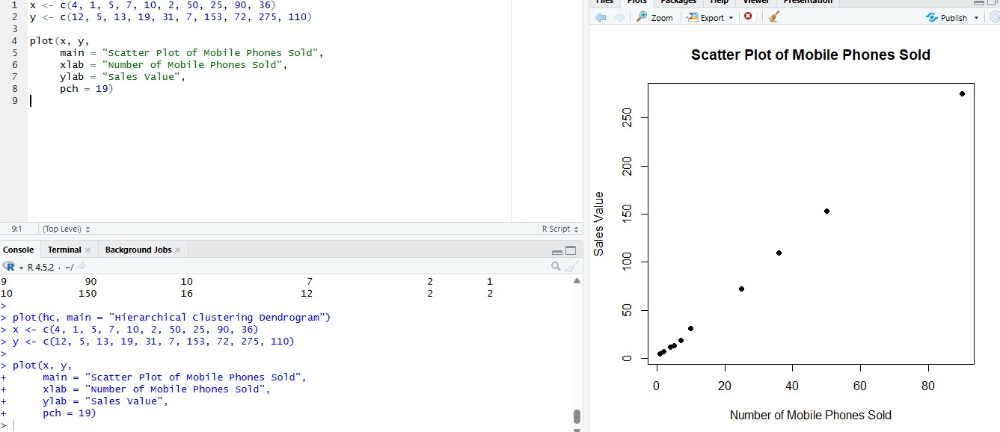 1 x <- c(4, 1, 5, 7, 10, 2, 50, 25, 90, 36)
2 y <- c(12, 5, 13, 19, 31, 7, 153, 72, 275, 110)
3
4 plot(x, y,
5 main = "Scatter Plot of Mobile Phones Sold",
6 xlab = "Number of Mobile Phones Sold",
7 ylab = "Sales Value",
8 pch = 19)
9
9:1 (Top Level) R Script
Console Terminal Background Jobs
R R 4.5.2 · ~/
9 90 10 7 2 1
10 150 16 12 2 2
>
> plot(hc, main = "Hierarchical Clustering Dendrogram")
> x <- c(4, 1, 5, 7, 10, 2, 50, 25, 90, 36)
> y <- c(12, 5, 13, 19, 31, 7, 153, 72, 275, 110)
>
> plot(x, y,
+ main = "Scatter Plot of Mobile Phones Sold",
+ xlab = "Number of Mobile Phones Sold",
+ ylab = "Sales Value",
+ pch = 19)
>
Files Plots Packages Help Viewer Presentation
Zoom Export Publish
Scatter Plot of Mobile Phones Sold
Sales Value
250
200
150
100
50
0
0 20 40 60 80
Number of Mobile Phones Sold